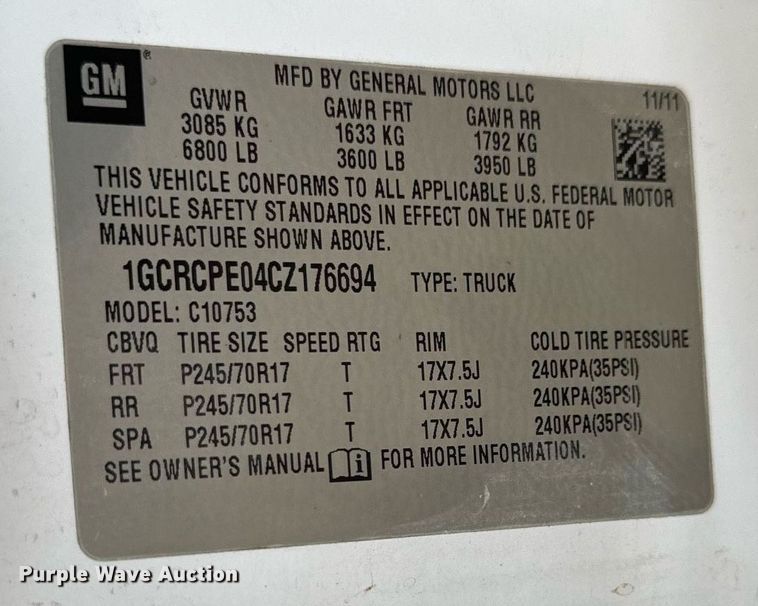 GM®
MFD BY GENERAL MOTORS LLC 11/11
GVWR GAWR FRT GAWR RR
3085 KG 1633 KG 1792 KG
6800 LB 3600 LB 3950 LB
THIS VEHICLE CONFORMS TO ALL APPLICABLE U.S. FEDERAL MOTOR
VEHICLE SAFETY STANDARDS IN EFFECT ON THE DATE OF
MANUFACTURE SHOWN ABOVE.
1GCRCPE04CZ176694 TYPE: TRUCK
MODEL: C10753
CBVQ TIRE SIZE SPEED RTG RIM COLD TIRE PRESSURE
FRT P245/70R17 T 17X7.5J 240KPA(35PSI)
RR P245/70R17 T 17X7.5J 240KPA(35PSI)
SPA P245/70R17 T 17X7.5J 240KPA(35PSI)
SEE OWNER'S MANUAL i FOR MORE INFORMATION.
Purple Wave Auction